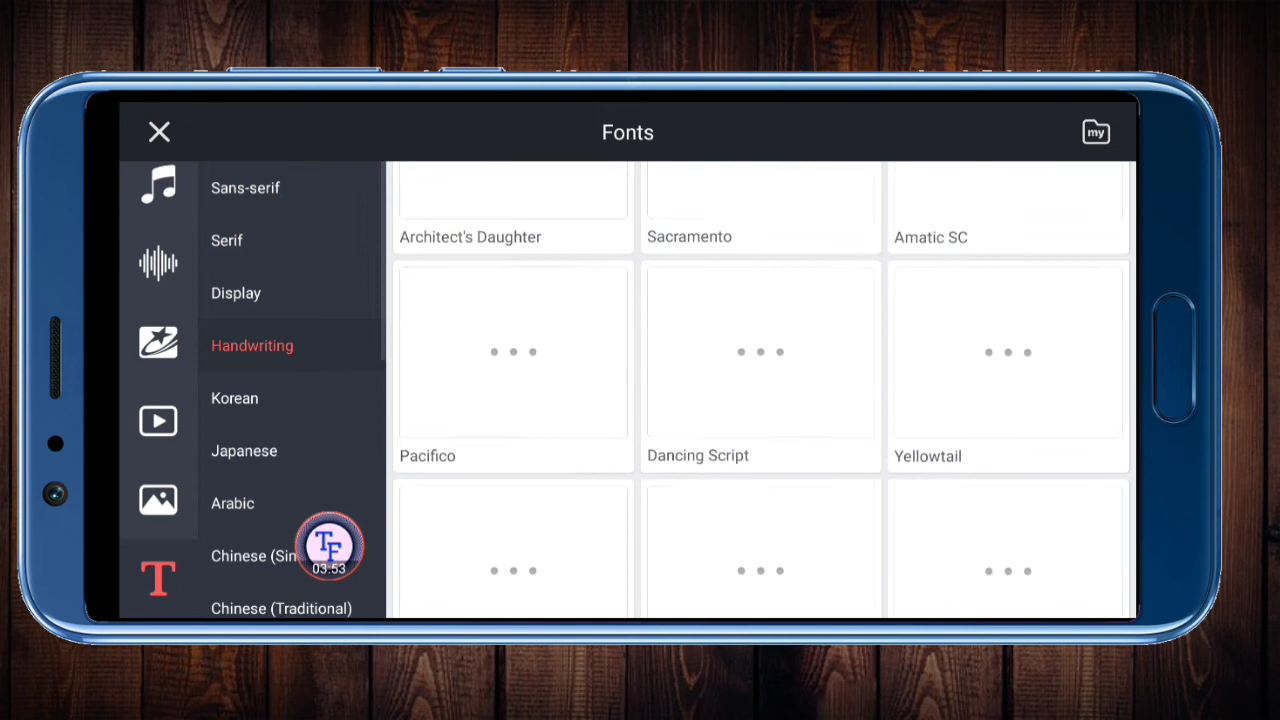 Fonts
my
Sans-serif
Serif
Display
Handwriting
Korean
Japanese
Arabic
Chinese (Sin
Chinese (Traditional)
TF
03:53
T
Architect's Daughter
Sacramento
Amatic SC
Pacifico
Dancing Script
Yellowtail